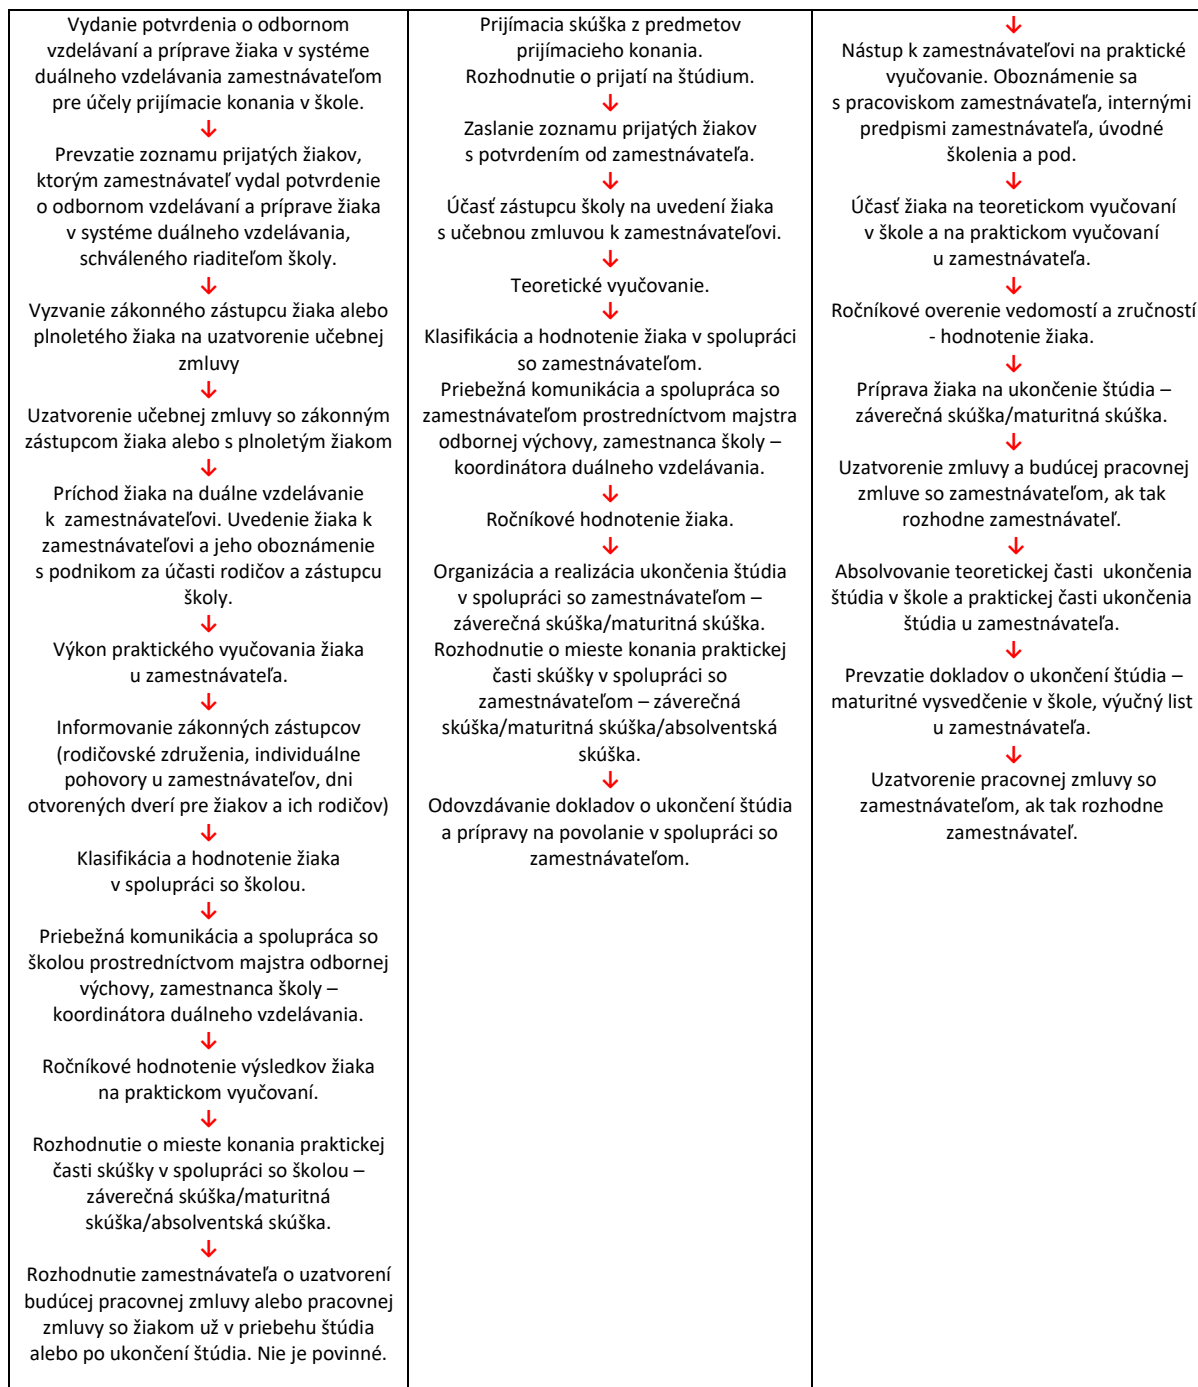 Vydanie potvrdenia o odbornom
vzdelávaní a príprave žiaka v systéme
duálneho vzdelávania zamestnávateľom
pre účely prijímacie konania v škole.
↓
Prevzatie zoznamu prijatých žiakov,
ktorým zamestnávateľ vydal potvrdenie
o odbornom vzdelávaní a príprave žiaka
v systéme duálneho vzdelávania,
schváleného riaditeľom školy.
↓
Vyzvanie zákonného zástupcu žiaka alebo
plnoletého žiaka na uzatvorenie učebnej
zmluvy
↓
Uzatvorenie učebnej zmluvy so zákonným
zástupcom žiaka alebo s plnoletým žiakom
↓
Príchod žiaka na duálne vzdelávanie
k zamestnávateľovi. Uvedenie žiaka k
zamestnávateľovi a jeho oboznámenie
s podnikom za účasti rodičov a zástupcu
školy.
↓
Výkon praktického vyučovania žiaka
u zamestnávateľa.
↓
Informovanie zákonných zástupcov
(rodičovské združenia, individuálne
pohovory u zamestnávateľov, dni
otvorených dverí pre žiakov a ich rodičov)
↓
Klasifikácia a hodnotenie žiaka
v spolupráci so školou.
↓
Priebežná komunikácia a spolupráca so
školou prostredníctvom majstra odbornej
výchovy, zamestnanca školy –
koordinátora duálneho vzdelávania.
↓
Ročníkové hodnotenie výsledkov žiaka
na praktickom vyučovaní.
↓
Rozhodnutie o mieste konania praktickej
časti skúšky v spolupráci so školou –
záverečná skúška/maturitná
skúška/absolventská skúška.
↓
Rozhodnutie zamestnávateľa o uzatvorení
budúcej pracovnej zmluvy alebo pracovnej
zmluvy so žiakom už v priebehu štúdia
alebo po ukončení štúdia. Nie je povinné.
Prijímacia skúška z predmetov
prijímacieho konania.
Rozhodnutie o prijatí na štúdium.
↓
Zaslanie zoznamu prijatých žiakov
s potvrdením od zamestnávateľa.
↓
Účasť zástupcu školy na uvedení žiaka
s učebnou zmluvou k zamestnávateľovi.
↓
Teoretické vyučovanie.
↓
Klasifikácia a hodnotenie žiaka v spolupráci
so zamestnávateľom.
Priebežná komunikácia a spolupráca so
zamestnávateľom prostredníctvom majstra
odbornej výchovy, zamestnanca školy –
koordinátora duálneho vzdelávania.
↓
Ročníkové hodnotenie žiaka.
↓
Organizácia a realizácia ukončenia štúdia
v spolupráci so zamestnávateľom –
záverečná skúška/maturitná skúška.
Rozhodnutie o mieste konania praktickej
časti skúšky v spolupráci so
zamestnávateľom – záverečná
skúška/maturitná skúška/absolventská
skúška.
↓
Odovzdávanie dokladov o ukončení štúdia
a prípravy na povolanie v spolupráci so
zamestnávateľom.
↓
Nástup k zamestnávateľovi na praktické
vyučovanie. Oboznámenie sa
s pracoviskom zamestnávateľa, internými
predpismi zamestnávateľa, úvodné
školenia a pod.
↓
Účasť žiaka na teoretickom vyučovaní
v škole a na praktickom vyučovaní
u zamestnávateľa.
↓
Ročníkové overenie vedomostí a zručností
- hodnotenie žiaka.
↓
Príprava žiaka na ukončenie štúdia –
záverečná skúška/maturitná skúška.
↓
Uzatvorenie zmluvy a budúcej pracovnej
zmluve so zamestnávateľom, ak tak
rozhodne zamestnávateľ.
↓
Absolvovanie teoretickej časti ukončenia
štúdia v škole a praktickej časti ukončenia
štúdia u zamestnávateľa.
↓
Prevzatie dokladov o ukončení štúdia –
maturitné vysvedčenie v škole, výučný list
u zamestnávateľa.
↓
Uzatvorenie pracovnej zmluvy so
zamestnávateľom, ak tak rozhodne
zamestnávateľ.